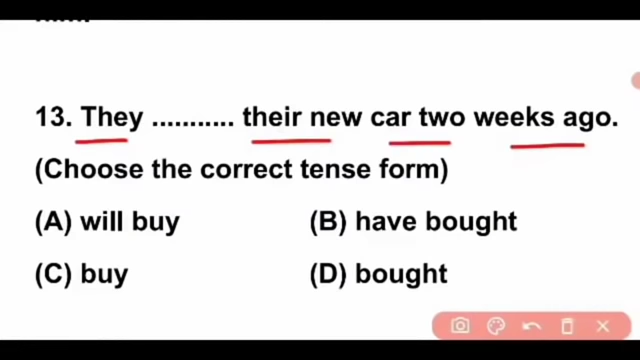 13. They ........... their new car two weeks ago.
(Choose the correct tense form)
(A) will buy (B) have bought
(C) buy (D) bought